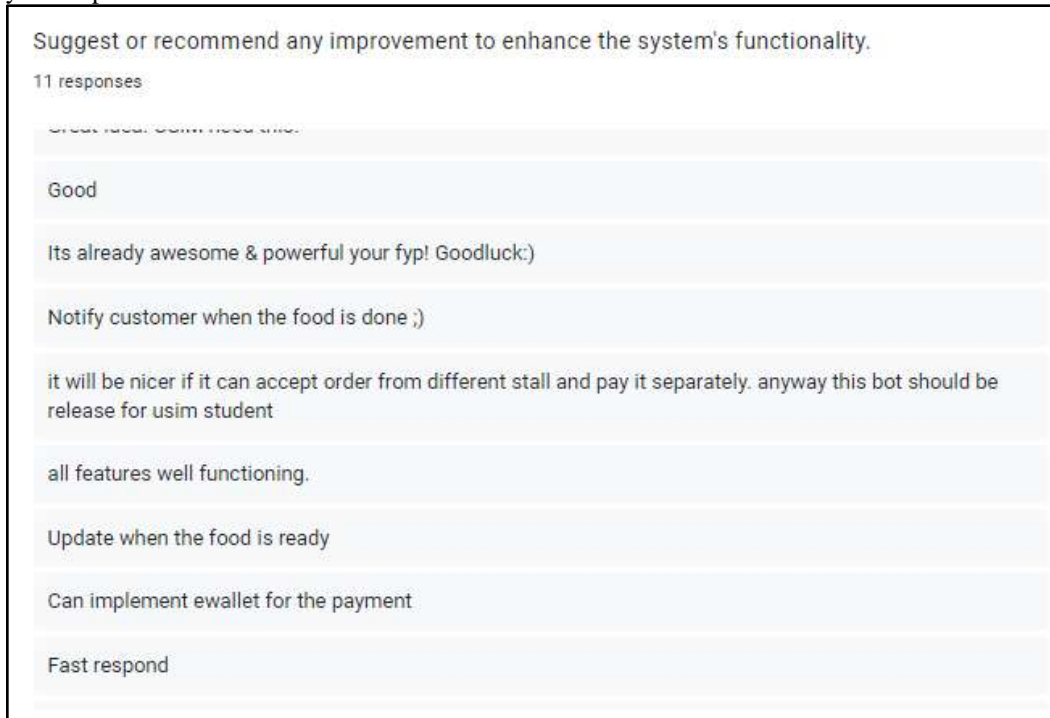 Suggest or recommend any improvement to enhance the system's functionality.
11 responses
Good
Its already awesome & powerful your fyp! Goodluck:)
Notify customer when the food is done ;)
it will be nicer if it can accept order from different stall and pay it separately. anyway this bot should be
release for usim student
all features well functioning.
Update when the food is ready
Can implement ewallet for the payment
Fast respond